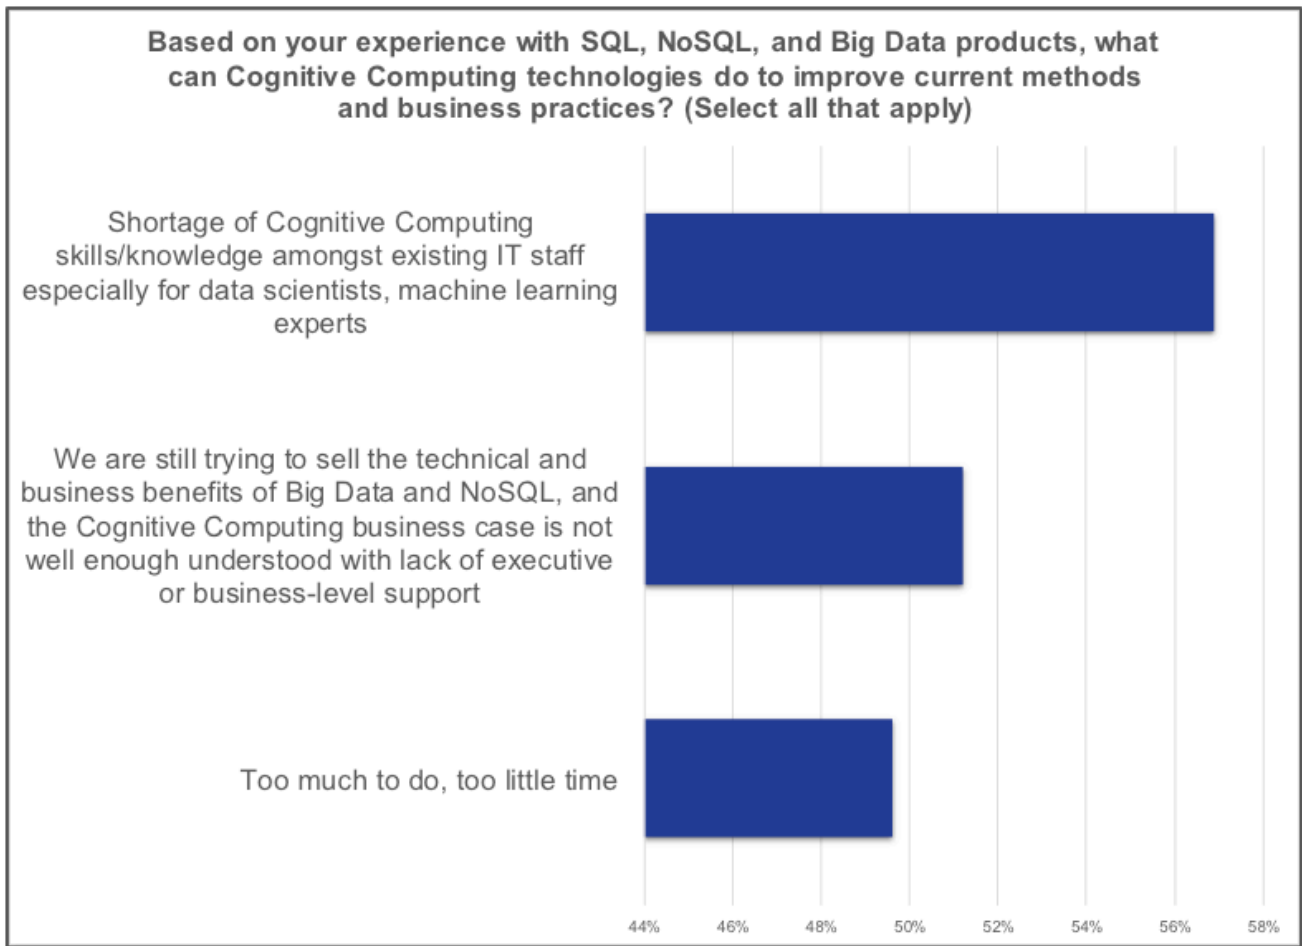 Based on your experience with SQL, NoSQL, and Big Data products, what
can Cognitive Computing technologies do to improve current methods
and business practices? (Select all that apply)
Shortage of Cognitive Computing
skills/knowledge amongst existing IT staff
especially for data scientists, machine learning
experts
We are still trying to sell the technical and
business benefits of Big Data and NoSQL, and
the Cognitive Computing business case is not
well enough understood with lack of executive
or business-level support
Too much to do, too little time
44% 46% 48% 50% 52% 54% 56% 58%